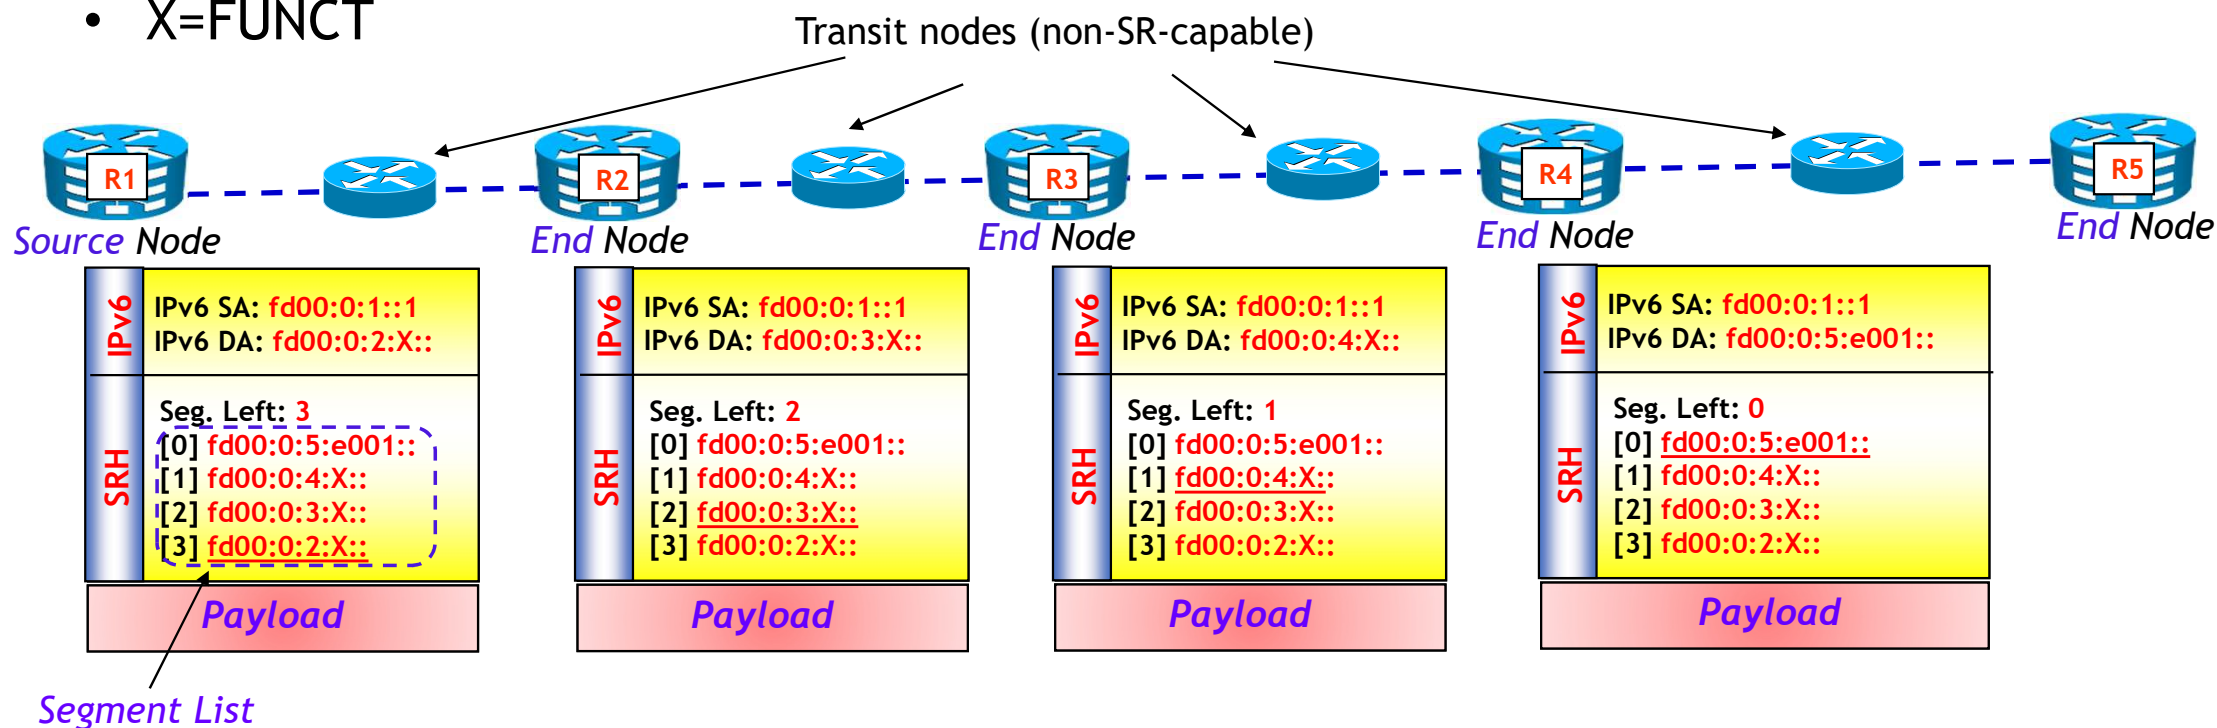 • X=FUNCT
Transit nodes (non-SR-capable)
R1
R2
R3
R4
R5
Source Node
End Node
End Node
End Node
End Node
IPv6
IPv6 SA: fd00:0:1::1
IPv6 DA: fd00:0:2:X::
SRH
Seg. Left: 3
[0] fd00:0:5:e001::
[1] fd00:0:4:X::
[2] fd00:0:3:X::
[3] fd00:0:2:X::
Payload
Segment List
IPv6
IPv6 SA: fd00:0:1::1
IPv6 DA: fd00:0:3:X::
SRH
Seg. Left: 2
[0] fd00:0:5:e001::
[1] fd00:0:4:X::
[2] fd00:0:3:X::
[3] fd00:0:2:X::
Payload
IPv6
IPv6 SA: fd00:0:1::1
IPv6 DA: fd00:0:4:X::
SRH
Seg. Left: 1
[0] fd00:0:5:e001::
[1] fd00:0:4:X::
[2] fd00:0:3:X::
[3] fd00:0:2:X::
Payload
IPv6
IPv6 SA: fd00:0:1::1
IPv6 DA: fd00:0:5:e001::
SRH
Seg. Left: 0
[0] fd00:0:5:e001::
[1] fd00:0:4:X::
[2] fd00:0:3:X::
[3] fd00:0:2:X::
Payload